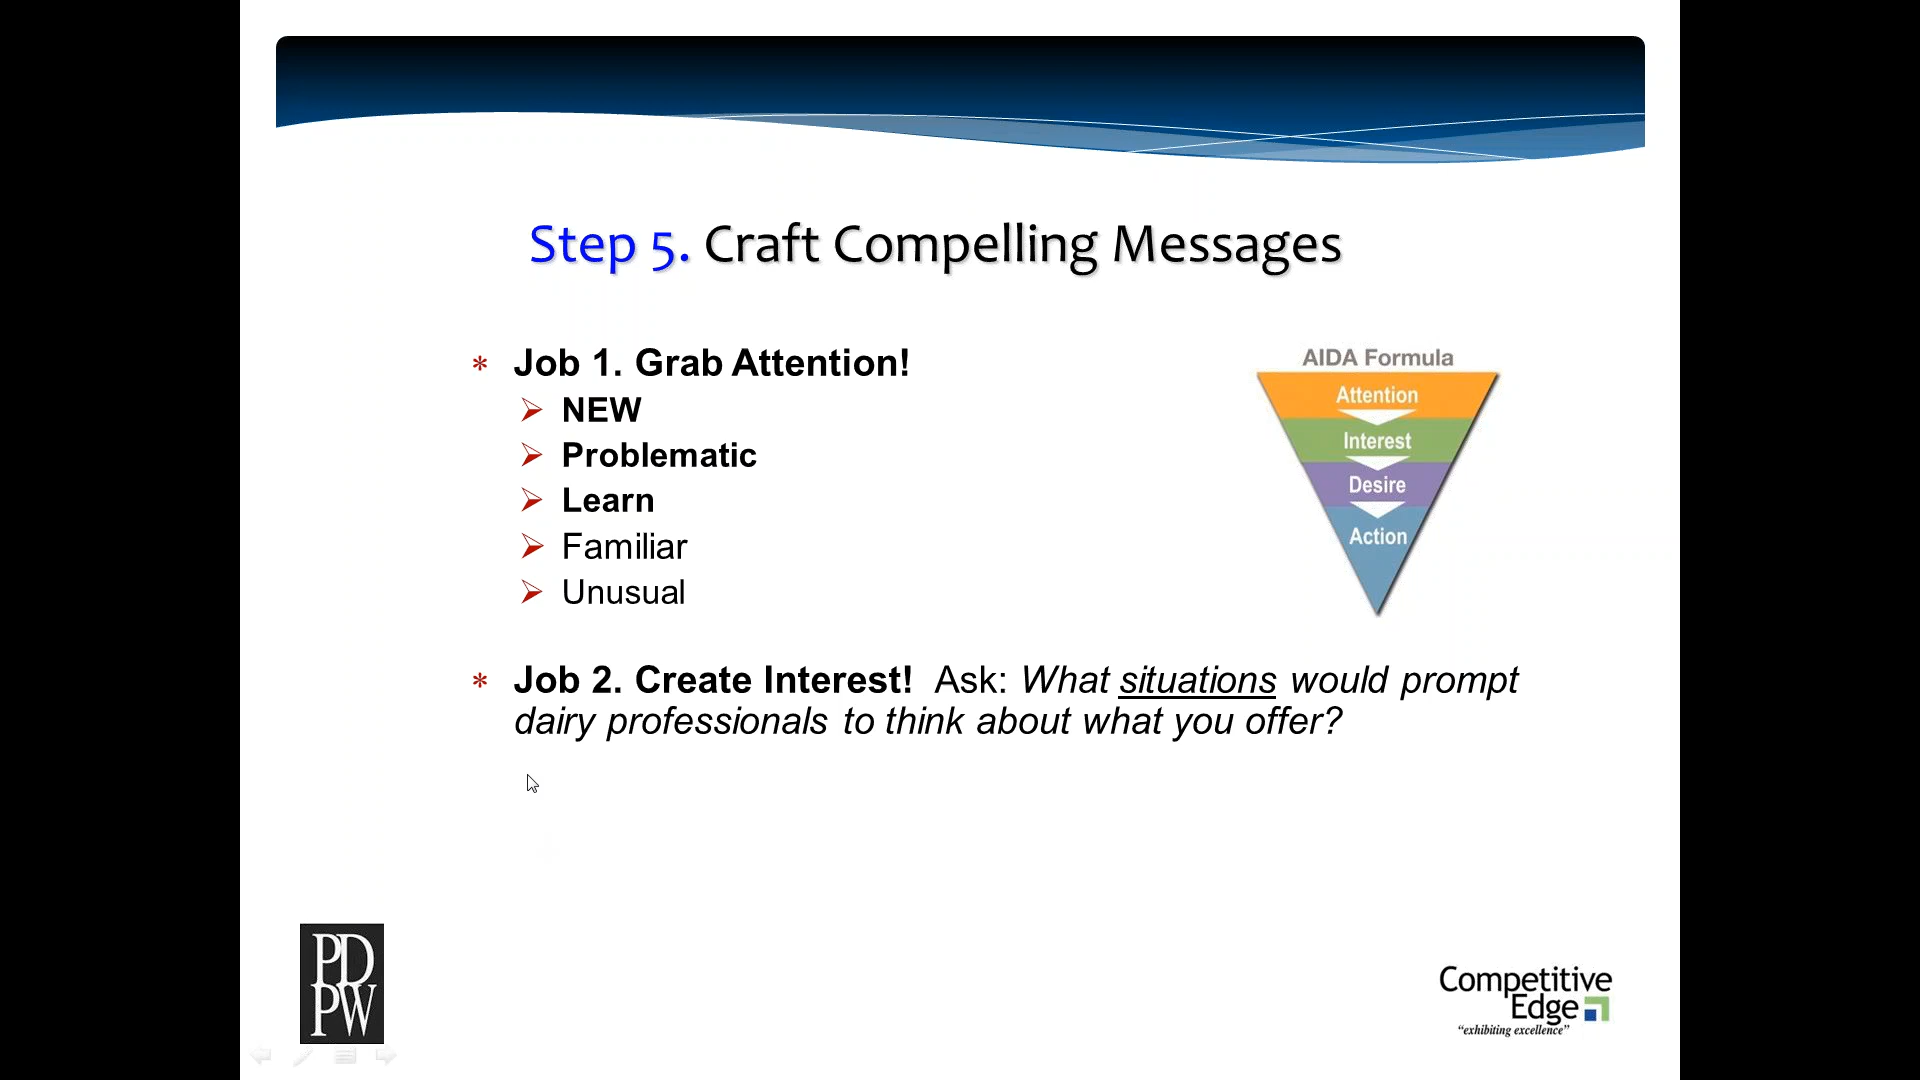 Step 5. Craft Compelling Messages
* Job 1. Grab Attention!
NEW
Problematic
Learn
Familiar
Unusual
AIDA Formula
Attention
Interest
Desire
Action
* Job 2. Create Interest! Ask: What situations would prompt
dairy professionals to think about what you offer?
PD
PW
Competitive
Edge
“exhibiting excellence”